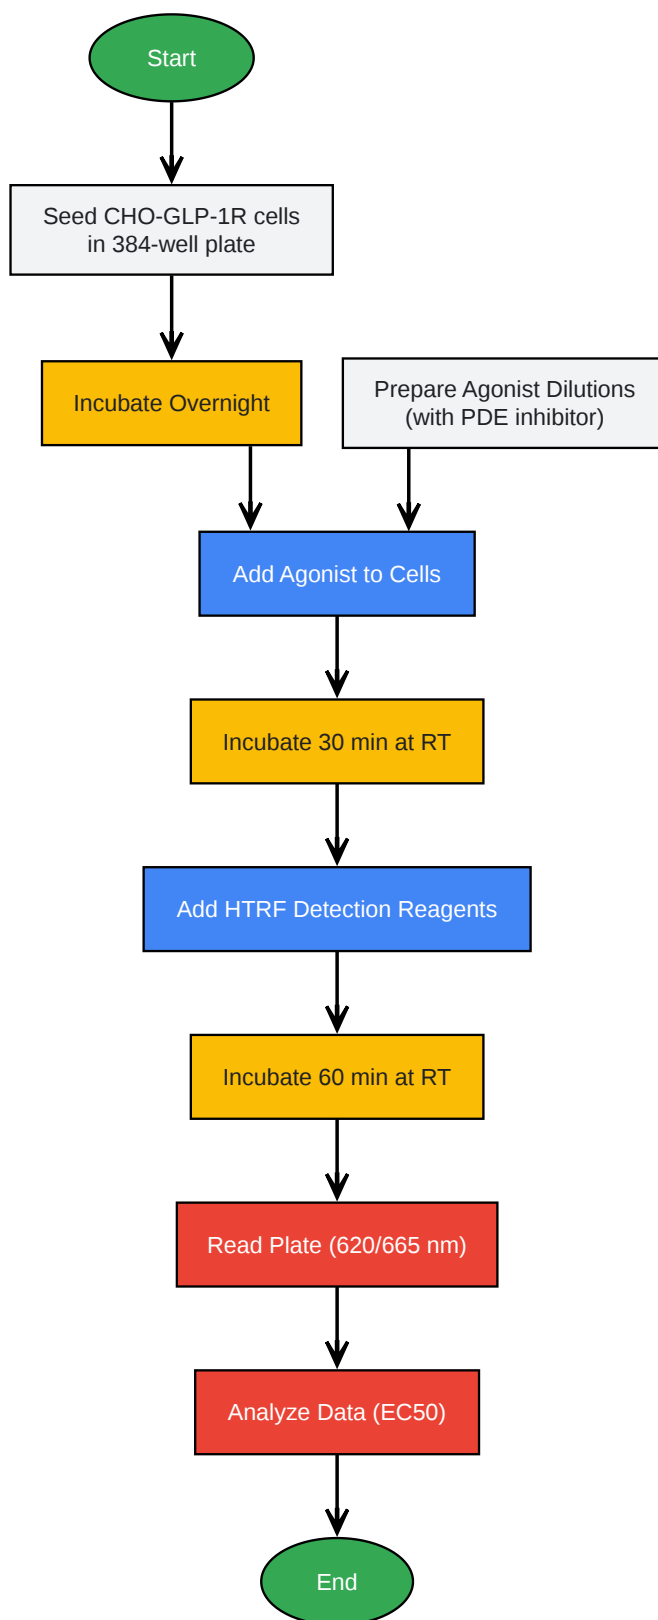 Start
Seed CHO-GLP-1R cells
in 384-well plate
Incubate Overnight
Prepare Agonist Dilutions
(with PDE inhibitor)
Add Agonist to Cells
Incubate 30 min at RT
Add HTRF Detection Reagents
Incubate 60 min at RT
Read Plate (620/665 nm)
Analyze Data (EC50)
End